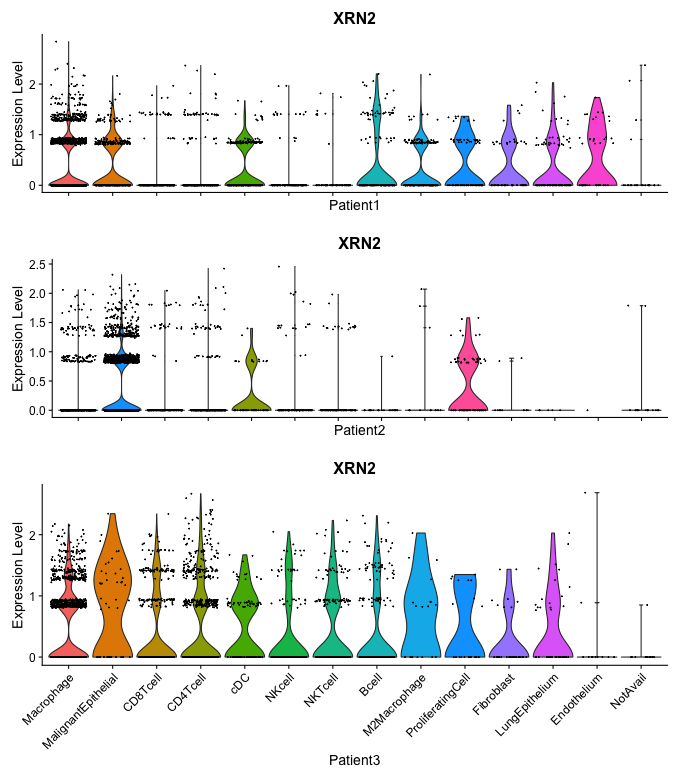 XRN2
Expression Level
2
1
0
Patient1
XRN2
Expression Level
2.5
2.0
1.5
1.0
0.5
0.0
Patient2
XRN2
Expression Level
2
1
0
Macrophage
MalignantEpithelial
CD8Tcell
CD4Tcell
cDC
NKcell
NKTcell
Bcell
M2Macrophage
ProliferatingCell
Fibroblast
LungEpithelium
Endothelium
NotAvail
Patient3